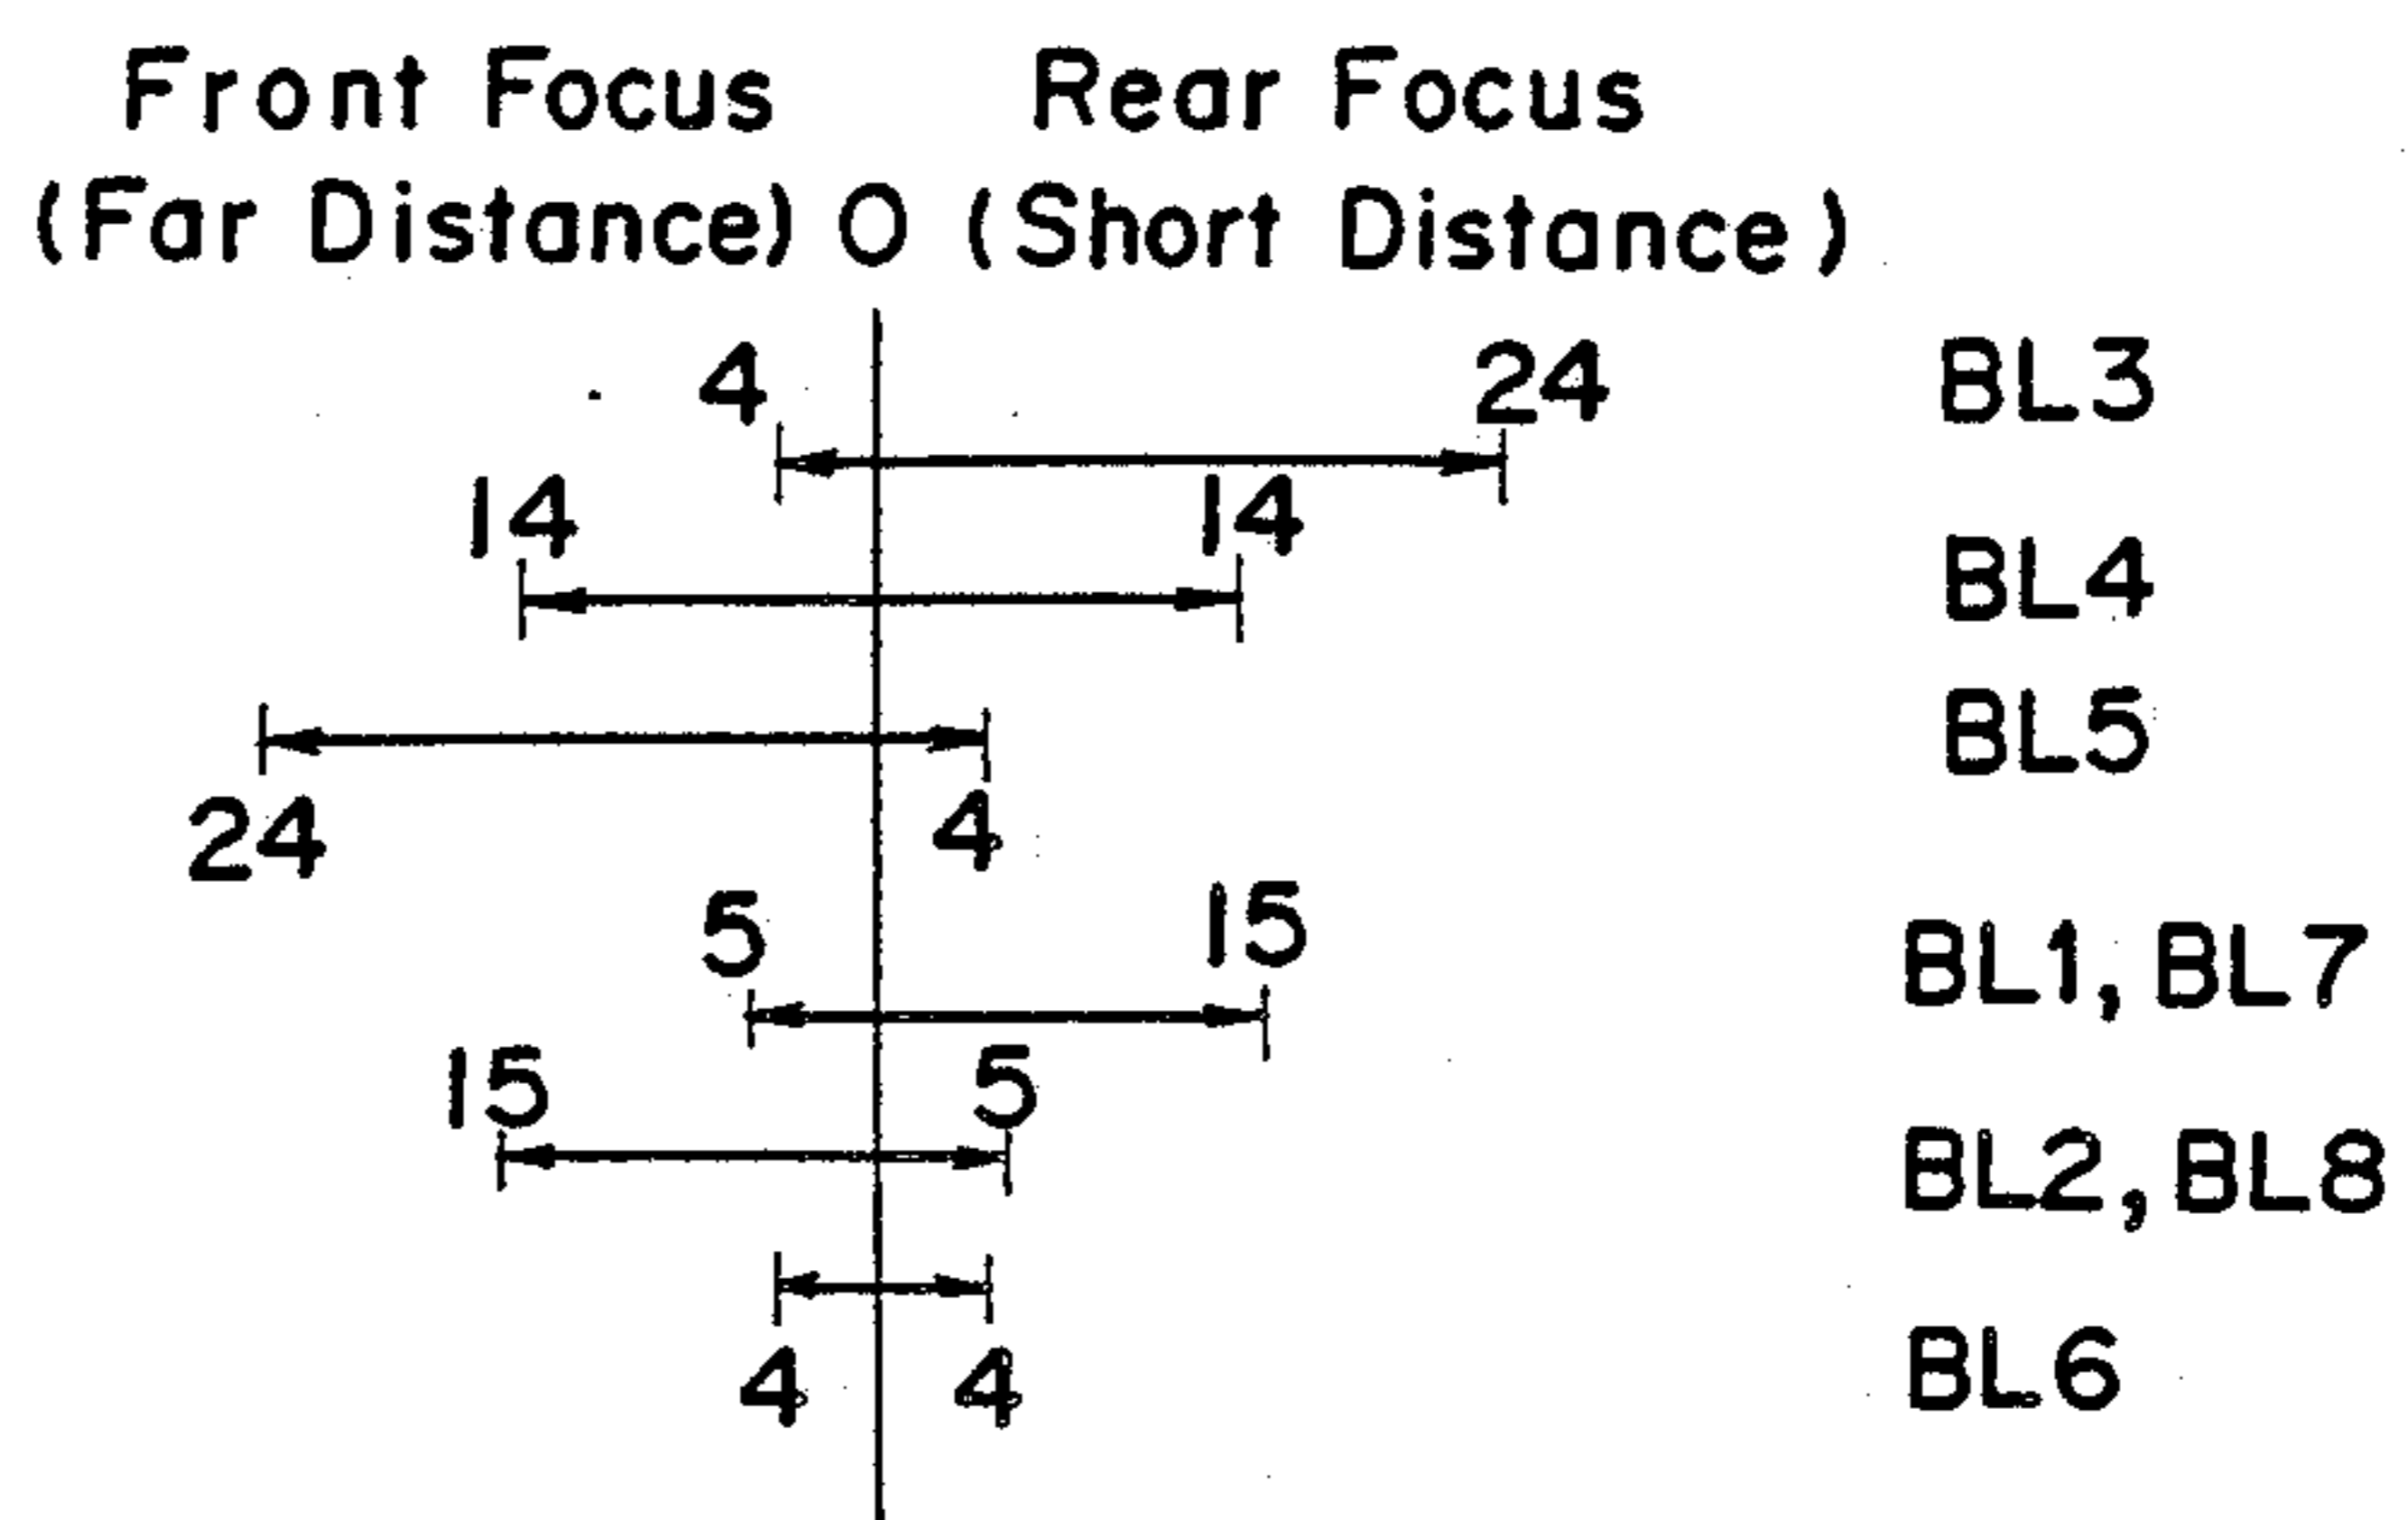 Front Focus Rear Focus
(Far Distance) O (Short Distance)
4 24 BL3
14 14 BL4
BL5
24 4
5 15 BL1, BL7
15 5 BL2, BL8
4 4 BL6